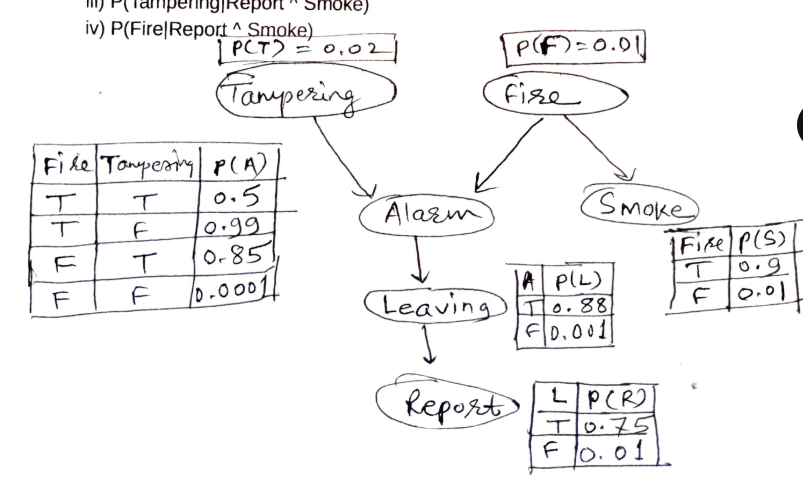 iii) P(Tampering|Report ^ Smoke)
iv) P(Fire|Report ^ Smoke)
P(T) = 0.02
P(F)=0.01
Tampering
Fire
Fire Tampering P(A)
T T 0.5
T F 0.99
F T 0.85
F F 0.0001
Alarm
Smoke
Fire P(S)
T 0.9
F 0.01
Leaving
A P(L)
T 0.88
F 0.001
Report
L P(R)
T 0.75
F 0.01